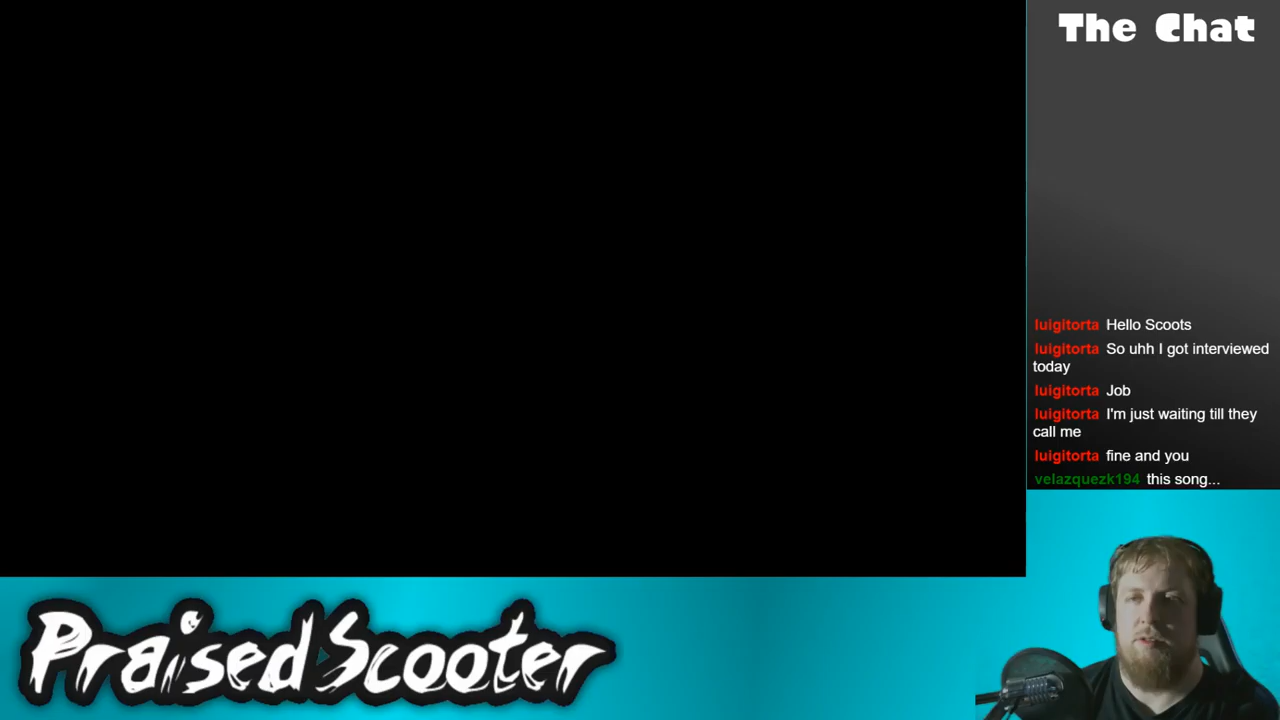 The Chat
luigitorta Hello Scoots
luigitorta So uhh I got interviewed
today
luigitorta Job
luigitorta I'm just waiting till they
call me
luigitorta fine and you
velazquezk194 this song...
PraisedScooter